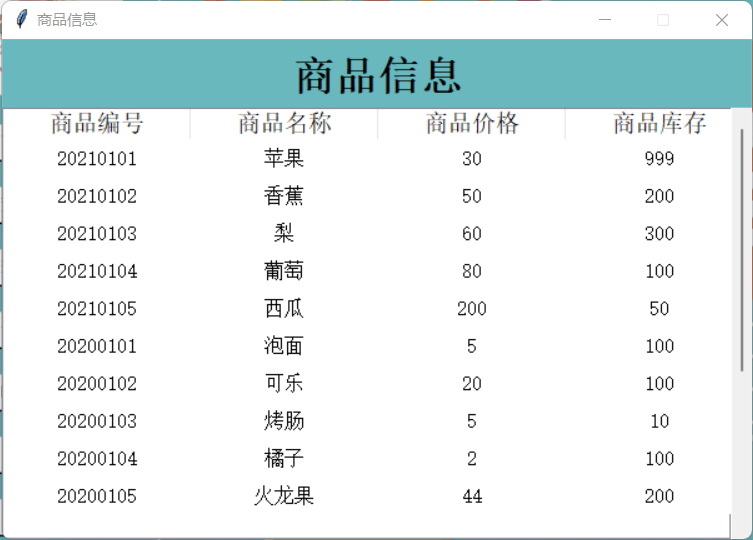 商品信息
商品信息
商品编号 商品名称 商品价格 商品库存
20210101 苹果 30 999
20210102 香蕉 50 200
20210103 梨 60 300
20210104 葡萄 80 100
20210105 西瓜 200 50
20200101 泡面 5 100
20200102 可乐 20 100
20200103 烤肠 5 10
20200104 橘子 2 100
20200105 火龙果 44 200